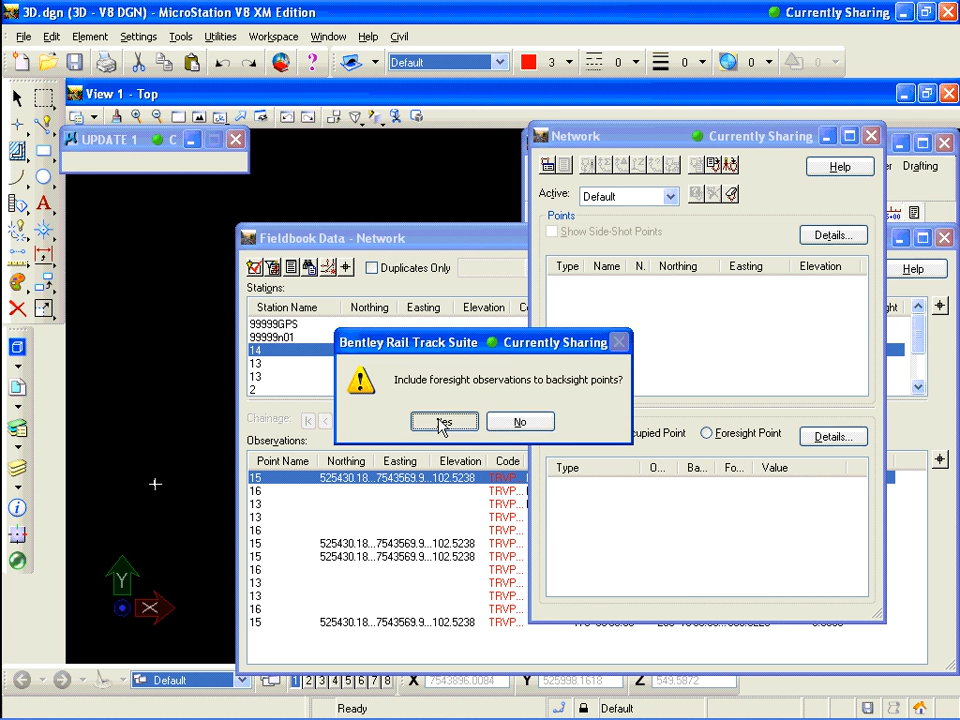 3D.dgn (3D - V8 DGN) - MicroStation V8 XM Edition
Currently Sharing
File Edit Element Settings Tools Utilities Workspace Window Help Civil
Default 3 0 0 0 0
View 1 - Top
UPDATE 1 C
Network Currently Sharing
Help
Drafting
Active: Default
Points
Show Side-Shot Points
Details...
Type Name N. Northing Easting Elevation
Fieldbook Data - Network
Duplicates Only
Help
Stations:
Station Name Northing Easting Elevation
99999GPS
99999n01
14
13
13
2
Bentley Rail Track Suite Currently Sharing
Include foresight observations to backsight points?
Yes No
Chainage:
Foresight Point
Details...
Observations:
Point Name Northing Easting Elevation Code
Type O... Ba... Fo... Value
15 525430.18...7543569.9...102.5238 TRVP...
16 TRVP...
13 TRVP...
13 TRVP...
16 TRVP...
15 525430.18...7543569.9...102.5238 TRVP...
15 525430.18...7543569.9...102.5238 TRVP...
16 TRVP...
13 TRVP...
13 TRVP...
16 TRVP...
15 525430.18...7543569.9...102.5238 TRVP...
Y
X
Default 1 2 3 4 5 6 7 8 X 7543896.0084 Y 525998.1618 Z 549.5872
Ready Default